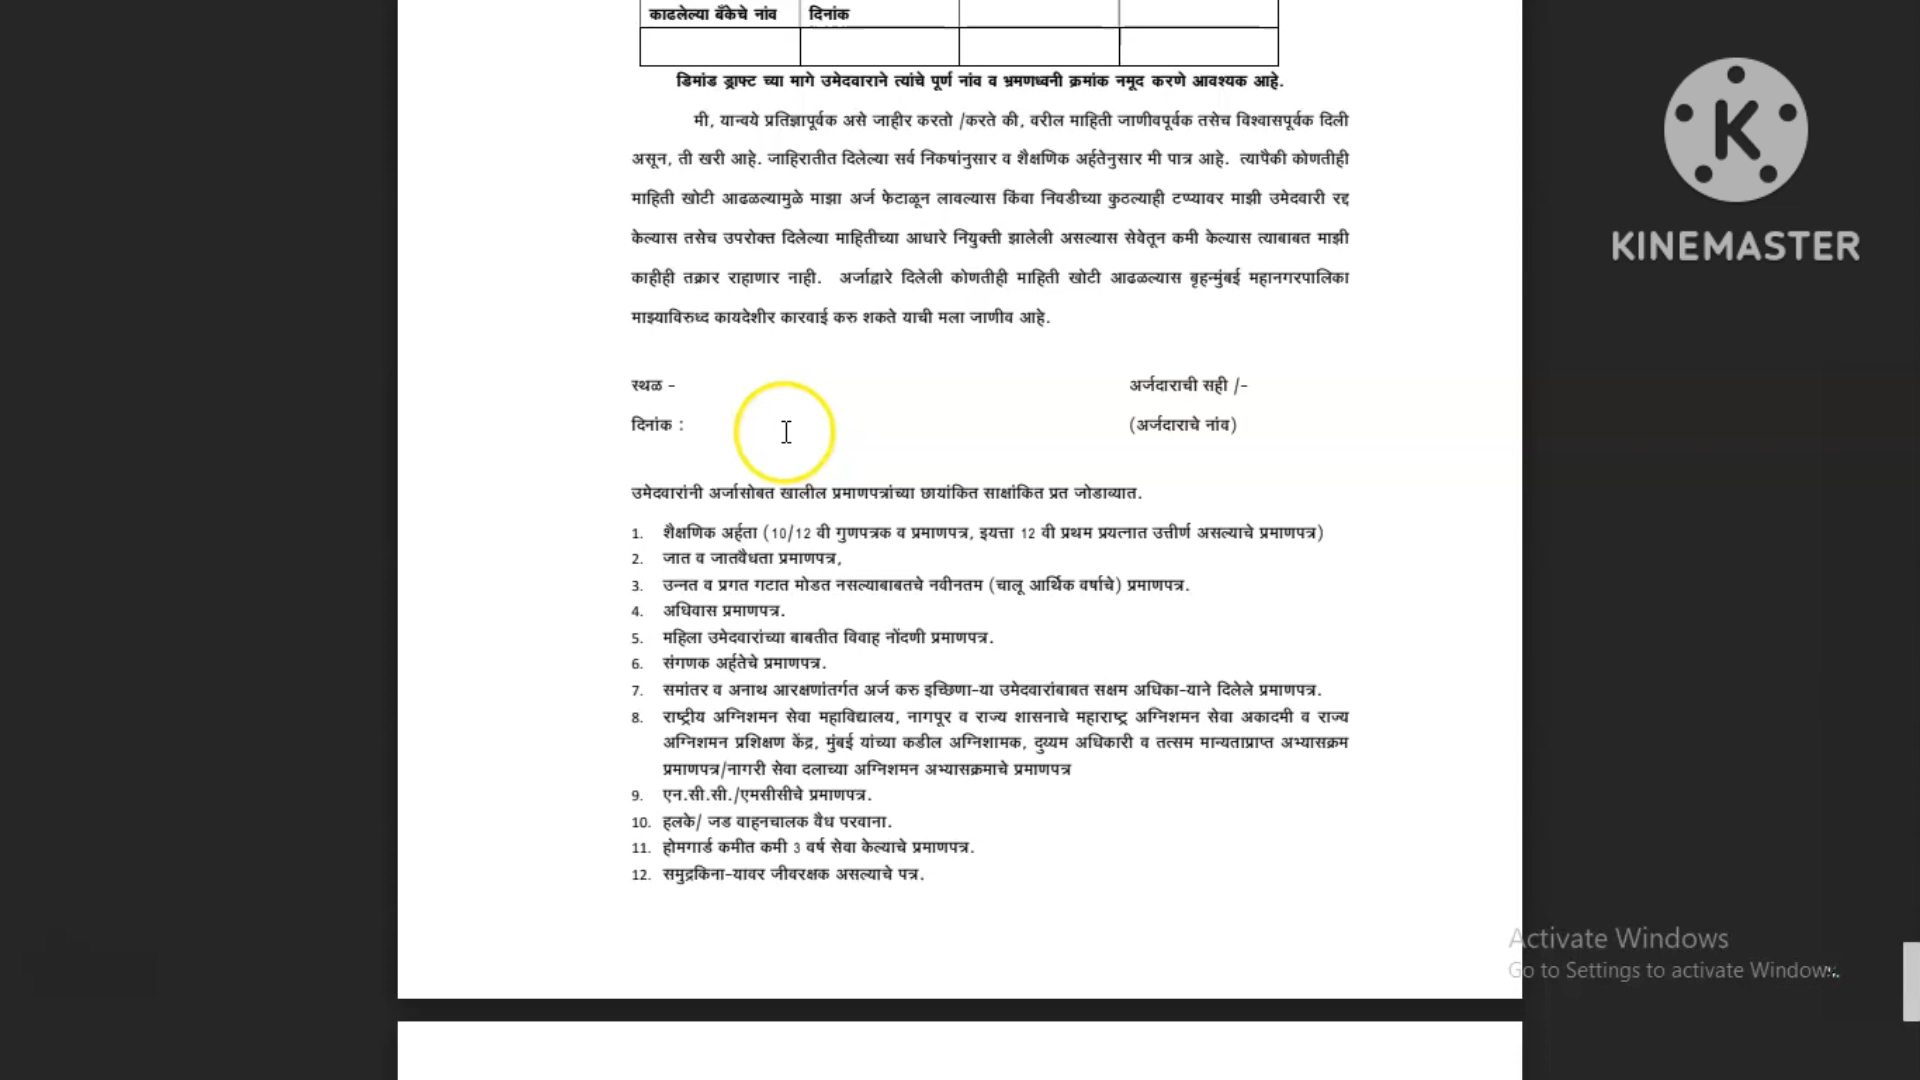 काढलेल्या बँकेचे नांव दिनांक
डिमांड ड्राफ्ट च्या मागे उमेदवाराने त्यांचे पूर्ण नांव व भ्रमणध्वनी क्रमांक नमूद करणे आवश्यक आहे.
मी, यान्वये प्रतिज्ञापूर्वक असे जाहीर करतो /करते की, वरील माहिती जाणीवपूर्वक तसेच विश्वासपूर्वक दिली
असून, ती खरी आहे. जाहिरातीत दिलेल्या सर्व निकषांनुसार व शैक्षणिक अर्हतेनुसार मी पात्र आहे. त्यापैकी कोणतीही
माहिती खोटी आढळल्यामुळे माझा अर्ज फेटाळून लावल्यास किंवा निवडीच्या कुठल्याही टप्प्यावर माझी उमेदवारी रद्द
केल्यास तसेच उपरोक्त दिलेल्या माहितीच्या आधारे नियुक्ती झालेली असल्यास सेवेतून कमी केल्यास त्याबाबत माझी
काहीही तक्रार राहाणार नाही. अर्जाद्वारे दिलेली कोणतीही माहिती खोटी आढळल्यास बृहन्मुंबई महानगरपालिका
माझ्याविरुध्द कायदेशीर कारवाई करु शकते याची मला जाणीव आहे.
स्थळ - अर्जदाराची सही /-
दिनांक : (अर्जदाराचे नांव)
उमेदवारांनी अर्जासोबत खालील प्रमाणपत्रांच्या छायांकित साक्षांकित प्रत जोडाव्यात.
1. शैक्षणिक अर्हता (10/12 वी गुणपत्रक व प्रमाणपत्र, इयत्ता 12 वी प्रथम प्रयत्नात उत्तीर्ण असल्याचे प्रमाणपत्र)
2. जात व जातवैधता प्रमाणपत्र,
3. उन्नत व प्रगत गटात मोडत नसल्याबाबतचे नवीनतम (चालू आर्थिक वर्षाचे) प्रमाणपत्र.
4. अधिवास प्रमाणपत्र.
5. महिला उमेदवारांच्या बाबतीत विवाह नोंदणी प्रमाणपत्र.
6. संगणक अर्हतेचे प्रमाणपत्र.
7. समांतर व अनाथ आरक्षणांतर्गत अर्ज करु इच्छिणा-या उमेदवारांबाबत सक्षम अधिका-याने दिलेले प्रमाणपत्र.
8. राष्ट्रीय अग्निशमन सेवा महाविद्यालय, नागपूर व राज्य शासनाचे महाराष्ट्र अग्निशमन सेवा अकादमी व राज्य
अग्निशमन प्रशिक्षण केंद्र, मुंबई यांच्या कडील अग्निशामक, दुय्यम अधिकारी व तत्सम मान्यताप्राप्त अभ्यासक्रम
प्रमाणपत्र/नागरी सेवा दलाच्या अग्निशमन अभ्यासक्रमाचे प्रमाणपत्र
9. एन.सी.सी./एमसीसीचे प्रमाणपत्र.
10. हलके/ जड वाहनचालक वैध परवाना.
11. होमगार्ड कमीत कमी 3 वर्ष सेवा केल्याचे प्रमाणपत्र.
12. समुद्रकिना-यावर जीवरक्षक असल्याचे पत्र.
K
KINEMASTER
Activate Windows
Go to Settings to activate Windows.